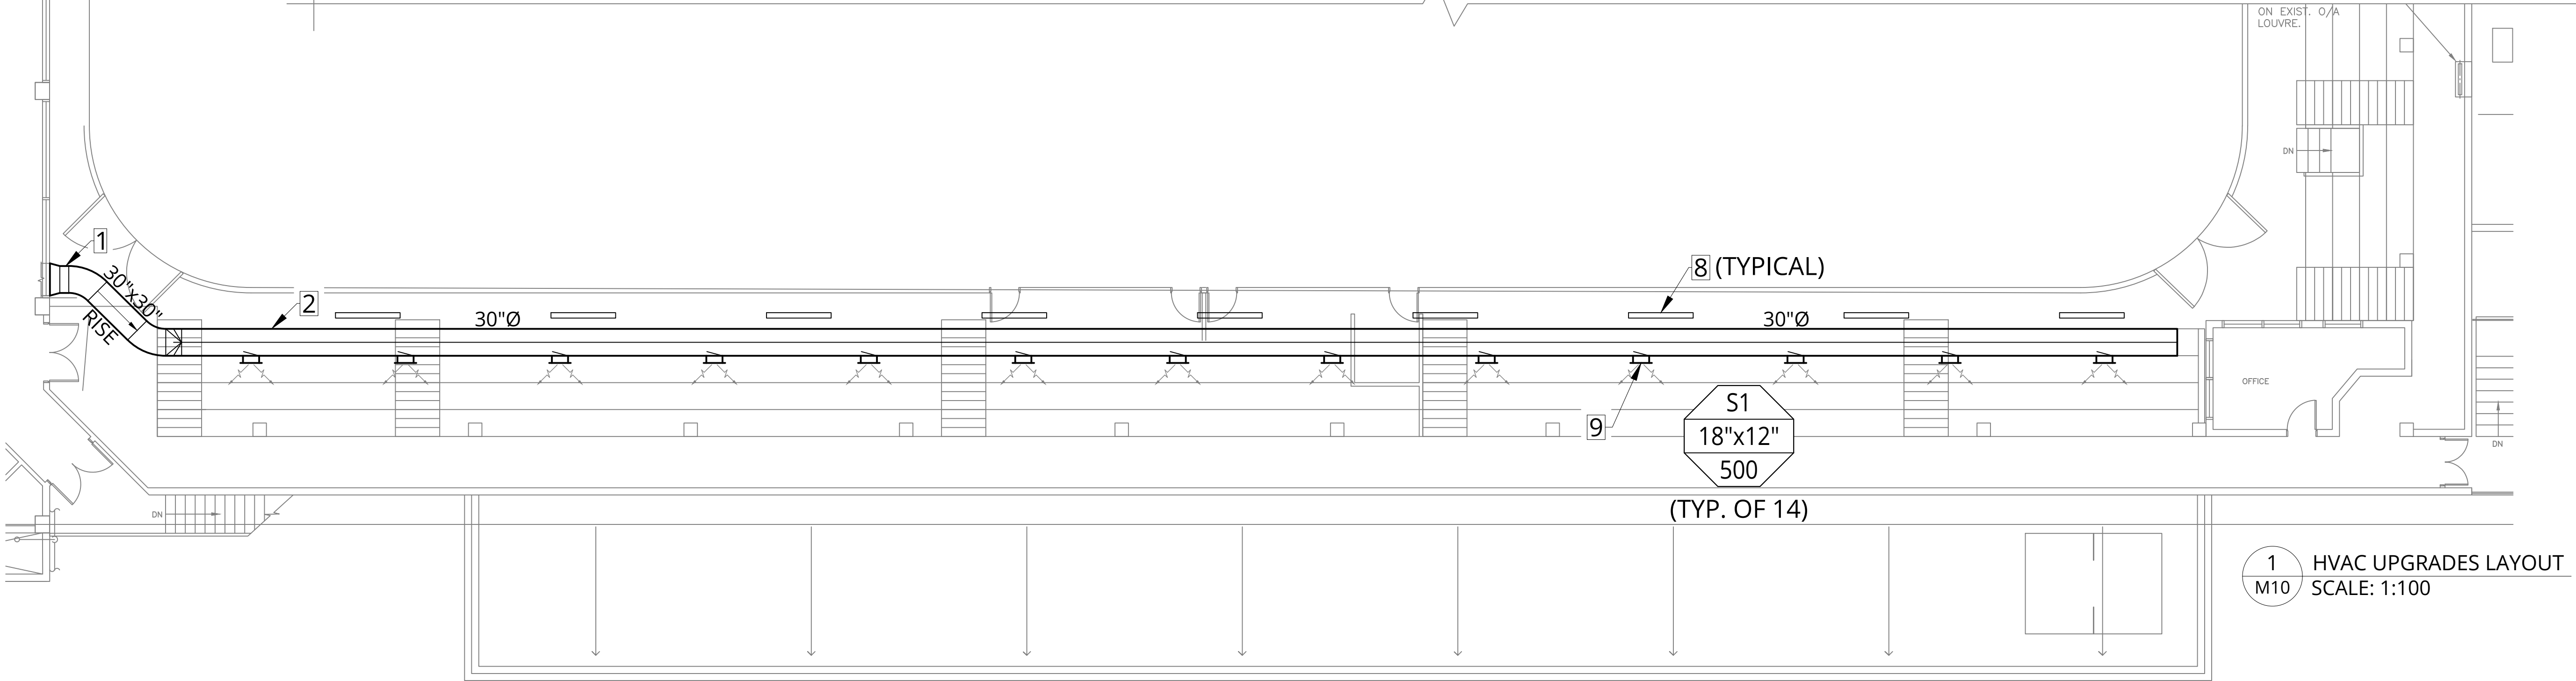 ON EXIST. O/A
LOUVRE.
DN
1
30"x30"
RISE
2
30"Ø
8 (TYPICAL)
30"Ø
OFFICE
9
S1
18"x12"
500
(TYP. OF 14)
DN
DN
1
M10
HVAC UPGRADES LAYOUT
SCALE: 1:100